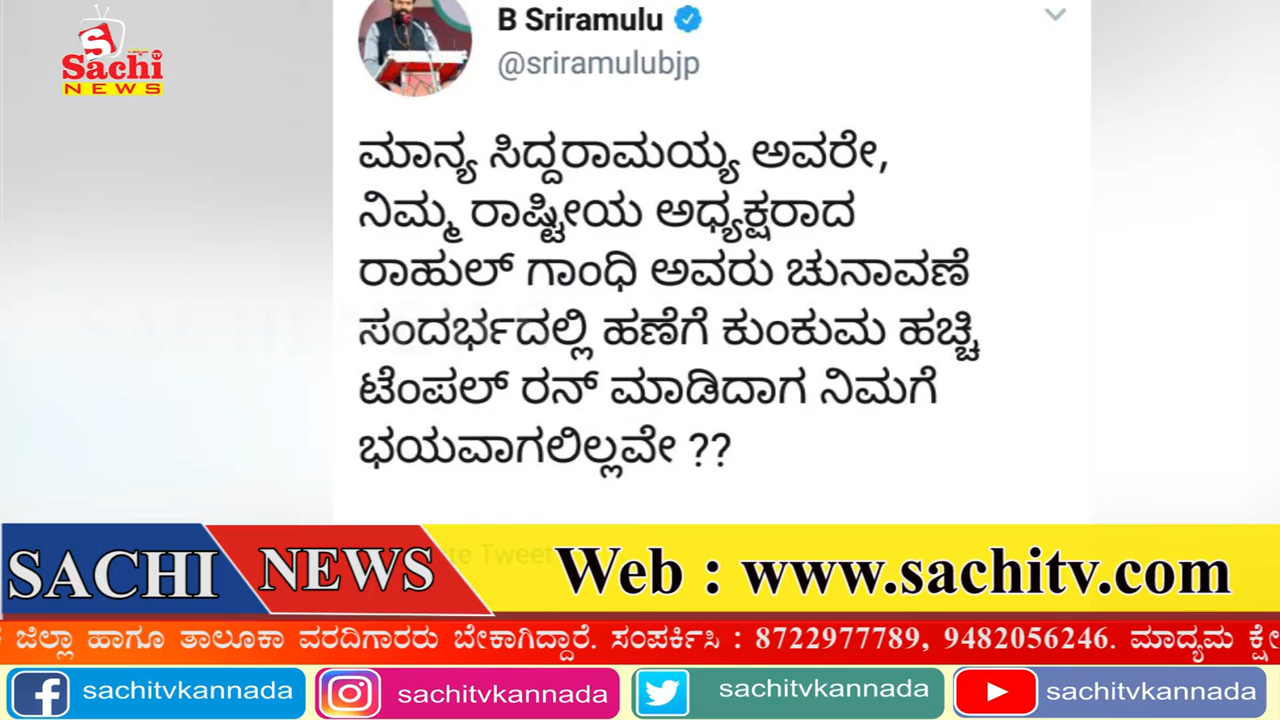 B Sriramulu
@sriramulubjp
Sachi
NEWS
ಮಾನ್ಯ ಸಿದ್ದರಾಮಯ್ಯ ಅವರೇ,
ನಿಮ್ಮ ರಾಷ್ಟ್ರೀಯ ಅಧ್ಯಕ್ಷರಾದ
ರಾಹುಲ್ ಗಾಂಧಿ ಅವರು ಚುನಾವಣೆ
ಸಂದರ್ಭದಲ್ಲಿ ಹಣೆಗೆ ಕುಂಕುಮ ಹಚ್ಚಿ
ಟೆಂಪಲ್ ರನ್ ಮಾಡಿದಾಗ ನಿಮಗೆ
ಭಯವಾಗಲಿಲ್ಲವೇ ??
Tweet
SACHI NEWS Web : www.sachitv.com
ಜಿಲ್ಲಾ ಹಾಗೂ ತಾಲೂಕಾ ವರದಿಗಾರರು ಬೇಕಾಗಿದ್ದಾರೆ. ಸಂಪರ್ಕಿಸಿ : 8722977789, 9482056246. ಮಾದ್ಯಮ ಕ್ಷೇ
sachitvkannada sachitvkannada sachitvkannada sachitvkannada